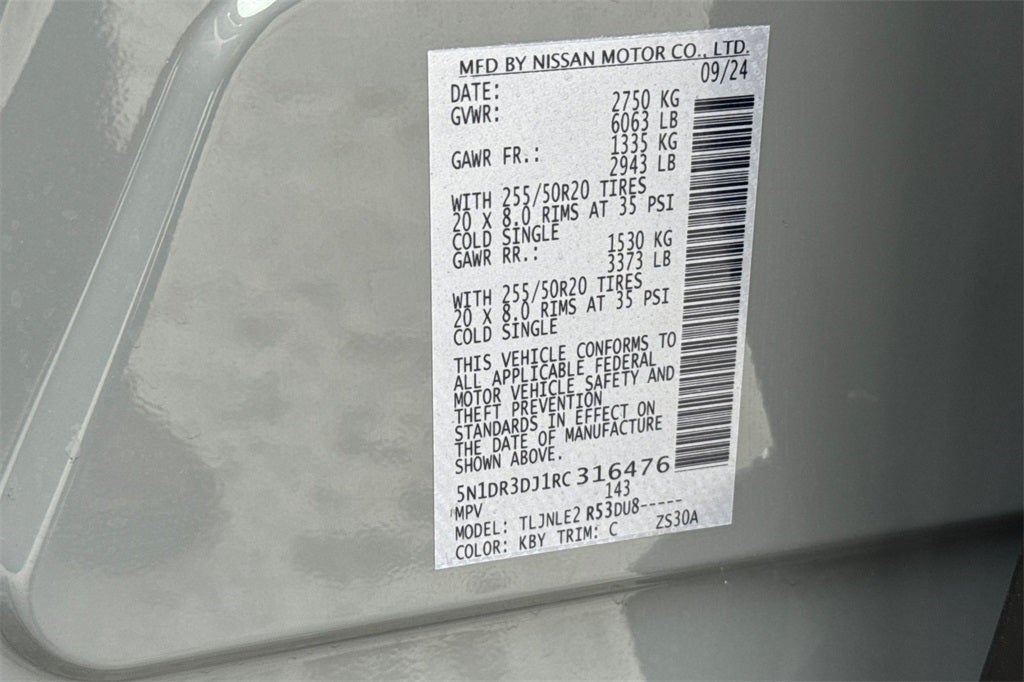 MFD BY NISSAN MOTOR CO., LTD.
DATE: 09/24
GVWR: 2750 KG
6063 LB
GAWR FR.: 1335 KG
2943 LB
WITH 255/50R20 TIRES
20 X 8.0 RIMS AT 35 PSI
COLD SINGLE
GAWR RR.: 1530 KG
3373 LB
WITH 255/50R20 TIRES
20 X 8.0 RIMS AT 35 PSI
COLD SINGLE
THIS VEHICLE CONFORMS TO
ALL APPLICABLE FEDERAL
MOTOR VEHICLE SAFETY AND
THEFT PREVENTION
STANDARDS IN EFFECT ON
THE DATE OF MANUFACTURE
SHOWN ABOVE.
5N1DR3DJ1RC316476
MPV 143
MODEL: TLJNLE2 R53DU8-----
COLOR: KBY TRIM: C ZS30A